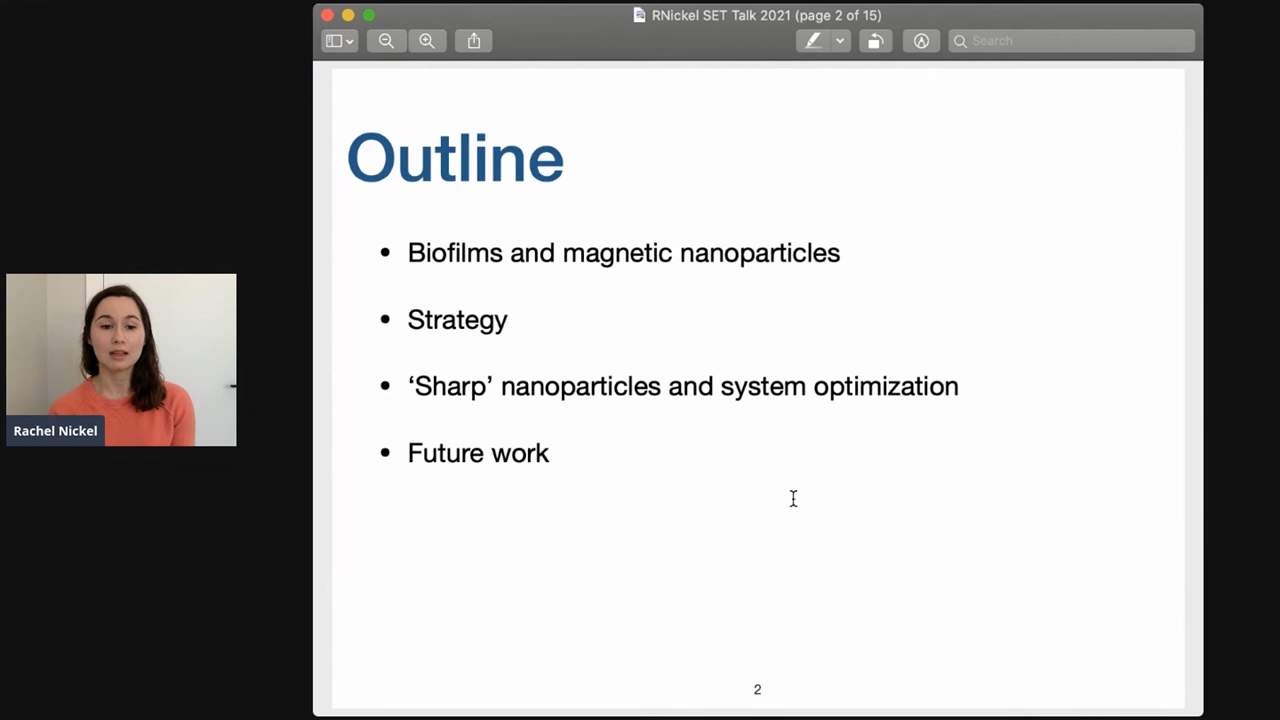 RNickel SET Talk 2021 (page 2 of 15)
Search
Outline
• Biofilms and magnetic nanoparticles
• Strategy
• ‘Sharp’ nanoparticles and system optimization
• Future work
2
Rachel Nickel